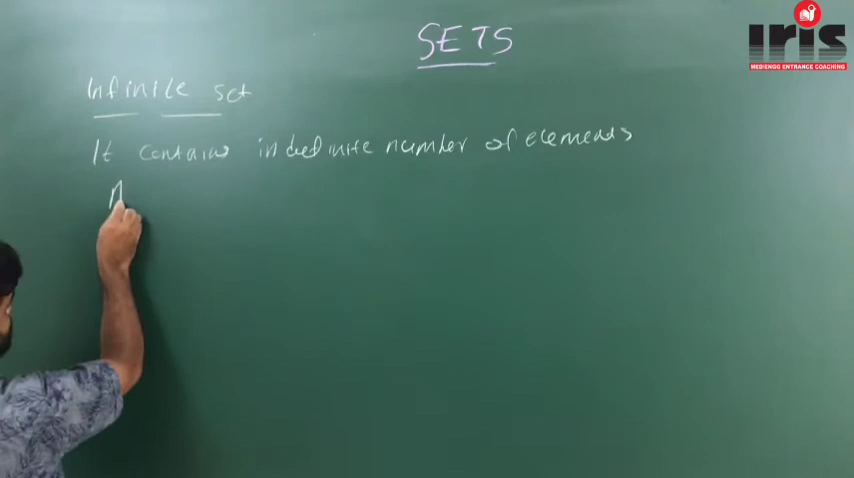 SETS
IRIS
MEDIENGG ENTRANCE COACHING
Infinite set
It contains indefinite number of elements
A